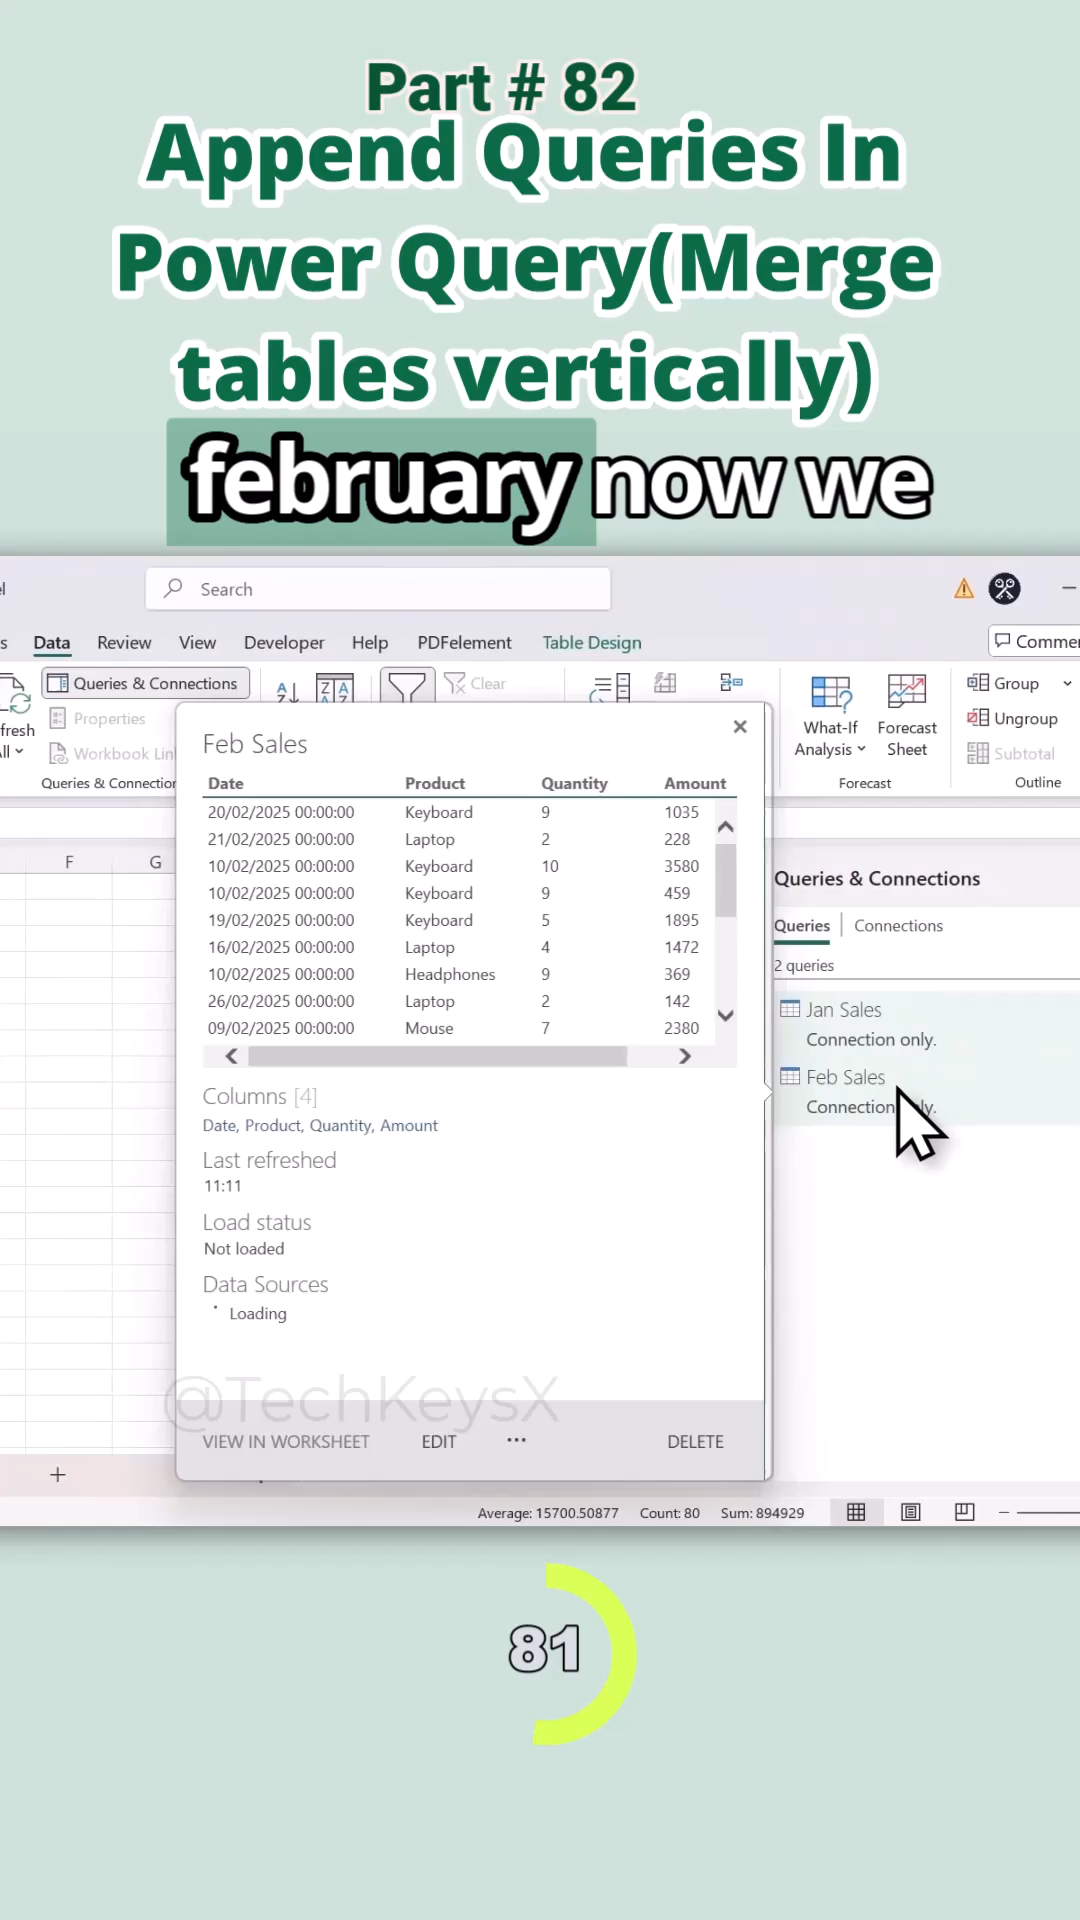 Part # 82
Append Queries In
Power Query(Merge
tables vertically)
february now we
Search
Data Review View Developer Help PDFelement Table Design
Queries & Connections
Clear
Properties
Workbook Lin
fresh
Queries & Connection
What-If
Analysis
Forecast
Sheet
Forecast
Group
Ungroup
Subtotal
Outline
F G
Feb Sales
Date Product Quantity Amount
20/02/2025 00:00:00 Keyboard 9 1035
21/02/2025 00:00:00 Laptop 2 228
10/02/2025 00:00:00 Keyboard 10 3580
10/02/2025 00:00:00 Keyboard 9 459
19/02/2025 00:00:00 Keyboard 5 1895
16/02/2025 00:00:00 Laptop 4 1472
10/02/2025 00:00:00 Headphones 9 369
26/02/2025 00:00:00 Laptop 2 142
09/02/2025 00:00:00 Mouse 7 2380
Columns [4]
Date, Product, Quantity, Amount
Last refreshed
11:11
Load status
Not loaded
Data Sources
Loading
@TechKeysX
VIEW IN WORKSHEET EDIT ... DELETE
Queries & Connections
Queries Connections
2 queries
Jan Sales
Connection only.
Feb Sales
Connection
Comme
Average: 15700.50877 Count: 80 Sum: 894929
81